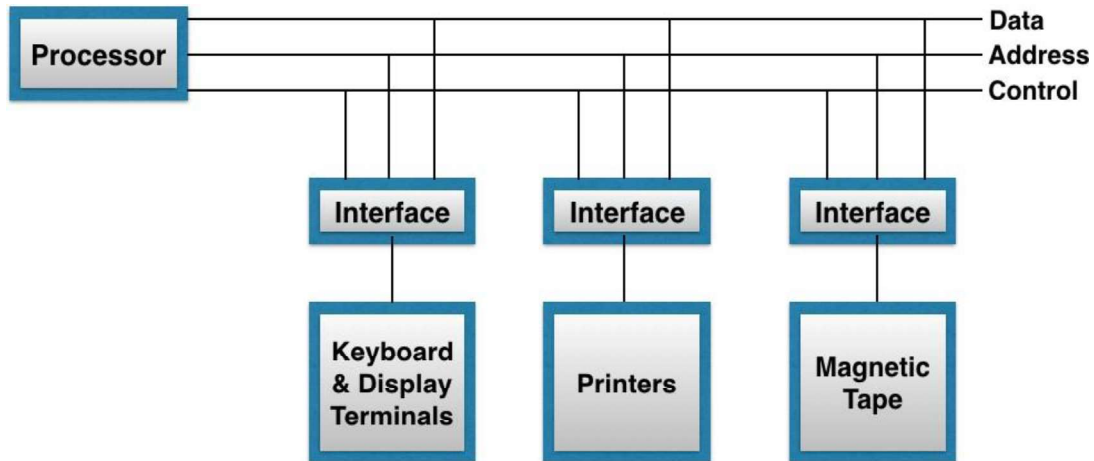 Processor
Data
Address
Control
Interface
Interface
Interface
Keyboard
& Display
Terminals
Printers
Magnetic
Tape